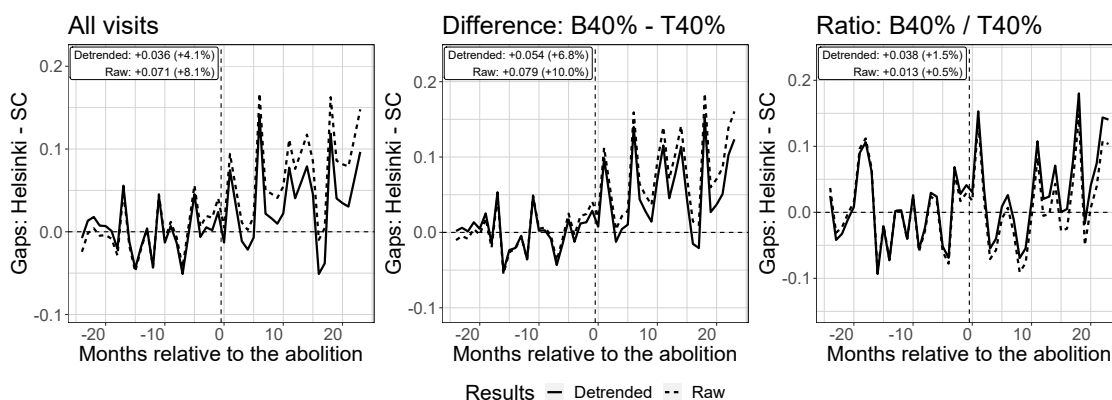 All visits
Detrended: +0.036 (+4.1%)
Raw: +0.071 (+8.1%)
Gaps: Helsinki - SC
0.2
0.1
0.0
-0.1
-20 -10 0 10 20
Months relative to the abolition
Difference: B40% - T40%
Detrended: +0.054 (+6.8%)
Raw: +0.079 (+10.0%)
Gaps: Helsinki - SC
0.2
0.1
0.0
-0.1
-20 -10 0 10 20
Months relative to the abolition
Ratio: B40% / T40%
Detrended: +0.038 (+1.5%)
Raw: +0.013 (+0.5%)
Gaps: Helsinki - SC
0.2
0.1
0.0
-0.1
-20 -10 0 10 20
Months relative to the abolition
Results Detrended Raw